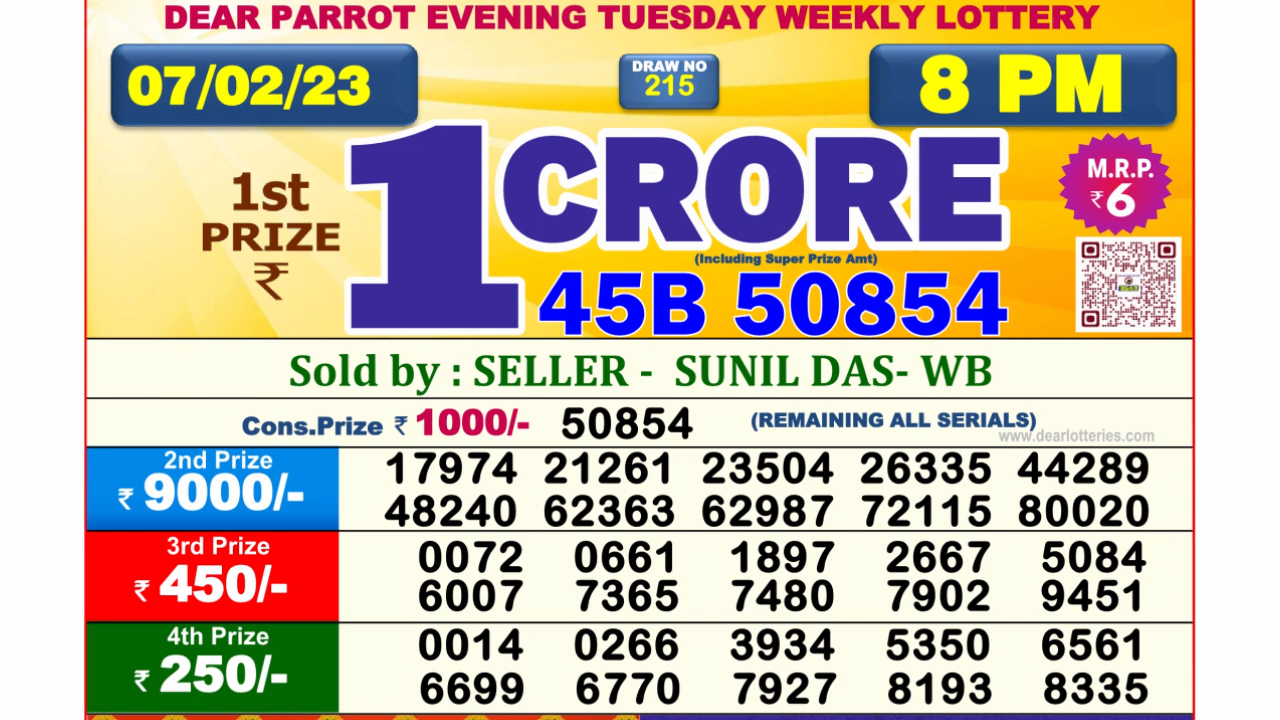 DEAR PARROT EVENING TUESDAY WEEKLY LOTTERY
07/02/23
DRAW NO
215
8 PM
1st
PRIZE
₹
1 CRORE
(Including Super Prize Amt)
M.R.P.
₹ 6
45B 50854
Sold by : SELLER - SUNIL DAS- WB
Cons.Prize ₹ 1000/- 50854 (REMAINING ALL SERIALS)
www.dearlotteries.com
2nd Prize
₹ 9000/-
17974 21261 23504 26335 44289
48240 62363 62987 72115 80020
3rd Prize
₹ 450/-
0072 0661 1897 2667 5084
6007 7365 7480 7902 9451
4th Prize
₹ 250/-
0014 0266 3934 5350 6561
6699 6770 7927 8193 8335